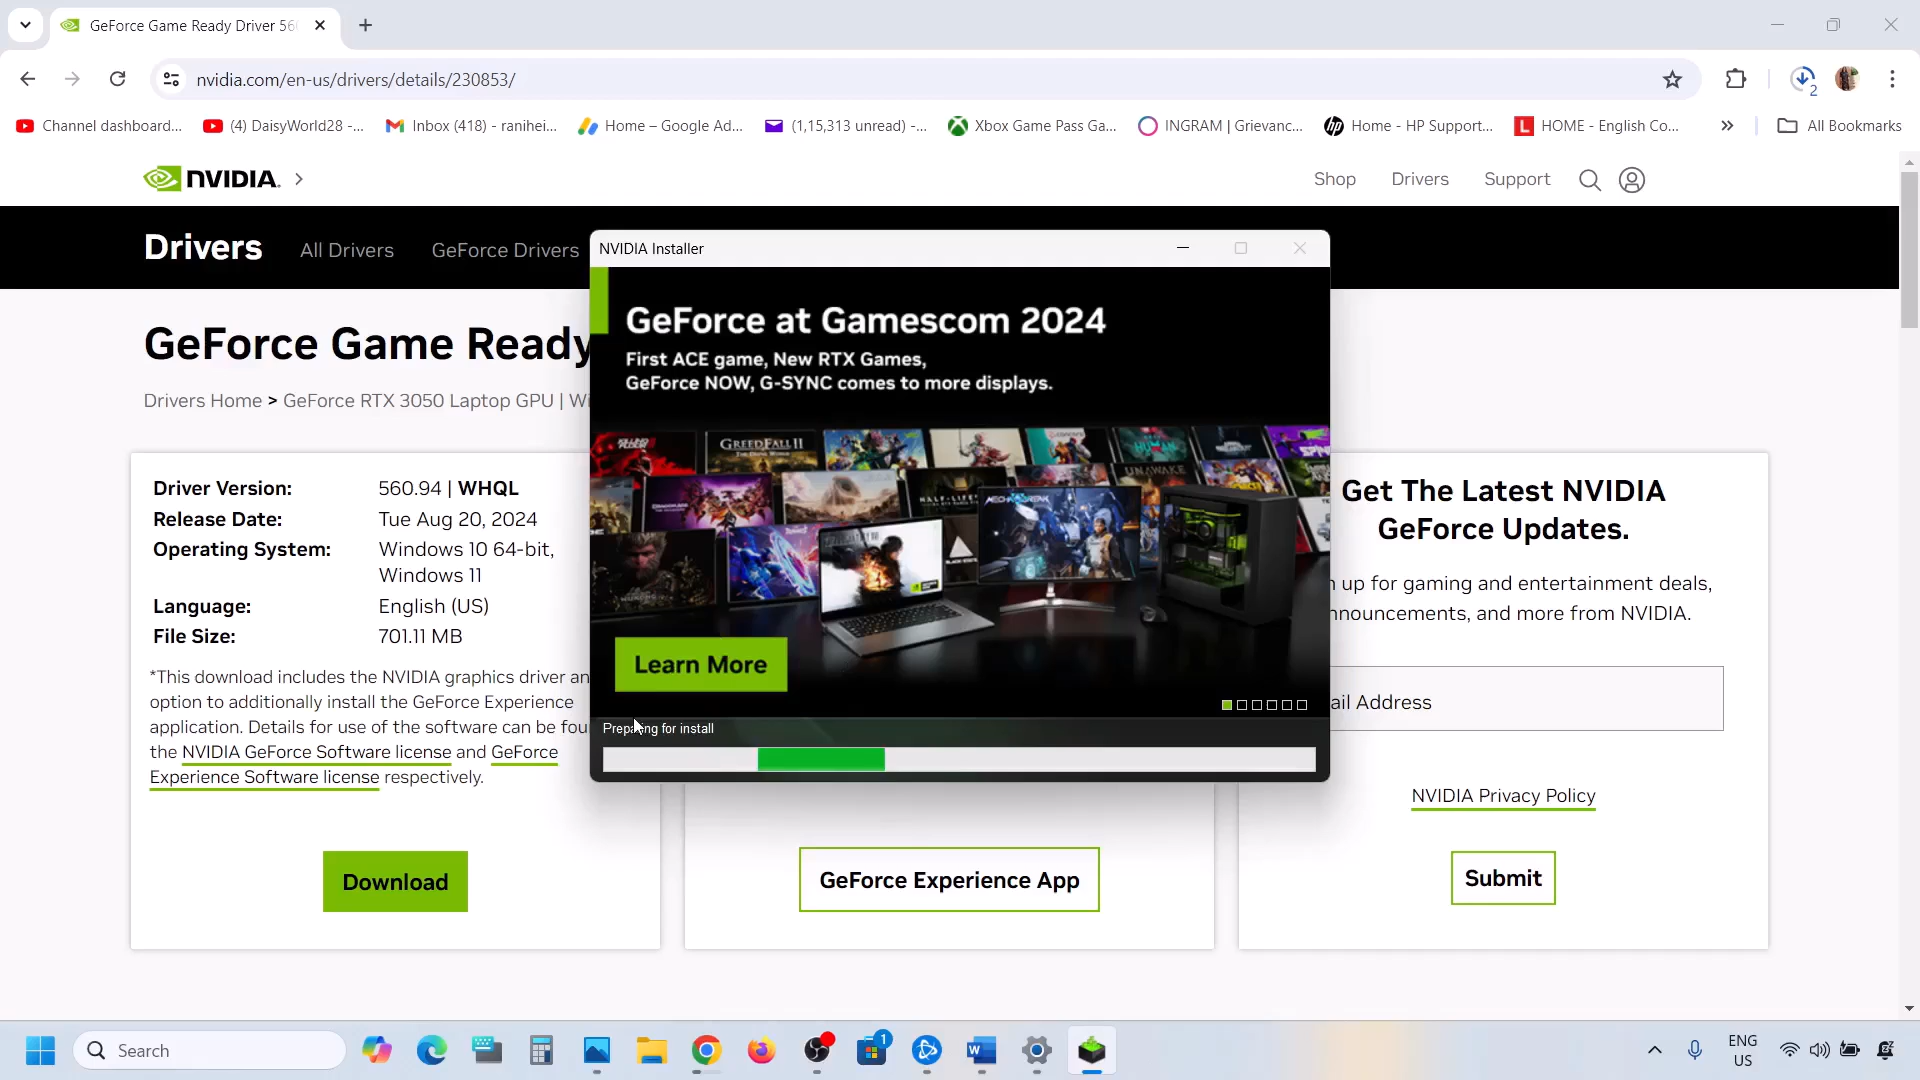 GeForce Game Ready Driver 56
nvidia.com/en-us/drivers/details/230853/
2
Channel dashboard...
(4) DaisyWorld28 -...
Inbox (418) - ranihei...
Home – Google Ad...
(1,15,313 unread) -...
Xbox Game Pass Ga...
INGRAM | Grievanc...
Home - HP Support...
HOME - English Co...
All Bookmarks
NVIDIA.
Shop
Drivers
Support
Drivers
All Drivers
GeForce Drivers
NVIDIA Installer
GeForce Game Ready
Drivers Home > GeForce RTX 3050 Laptop GPU | Wi
GeForce at Gamescom 2024
First ACE game, New RTX Games,
GeForce NOW, G-SYNC comes to more displays.
GREEDFALL II
Learn More
Preparing for install
Driver Version: 560.94 | WHQL
Release Date: Tue Aug 20, 2024
Operating System: Windows 10 64-bit,
Windows 11
Language: English (US)
File Size: 701.11 MB
*This download includes the NVIDIA graphics driver an
option to additionally install the GeForce Experience
application. Details for use of the software can be fou
the NVIDIA GeForce Software license and GeForce
Experience Software license respectively.
Download
GeForce Experience App
Get The Latest NVIDIA
GeForce Updates.
n up for gaming and entertainment deals,
nnouncements, and more from NVIDIA.
ail Address
NVIDIA Privacy Policy
Submit
Search
1
ENG
US